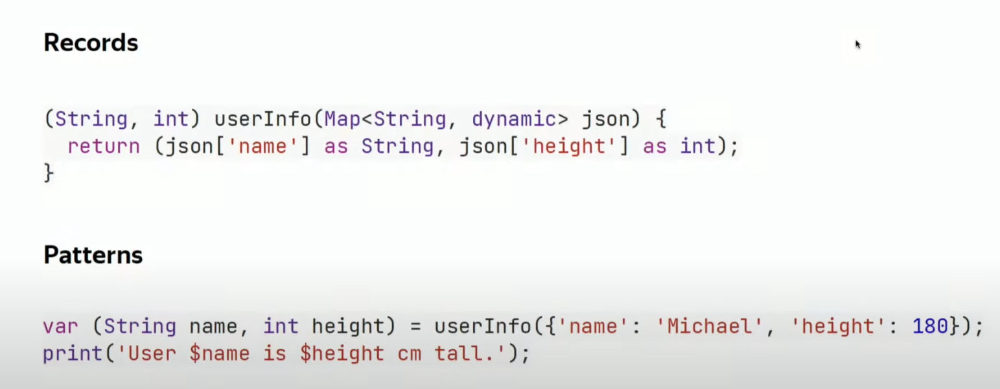 Records
(String, int) userInfo(Map<String, dynamic> json) {
  return (json['name'] as String, json['height'] as int);
}
Patterns
var (String name, int height) = userInfo({'name': 'Michael', 'height': 180});
print('User $name is $height cm tall.');